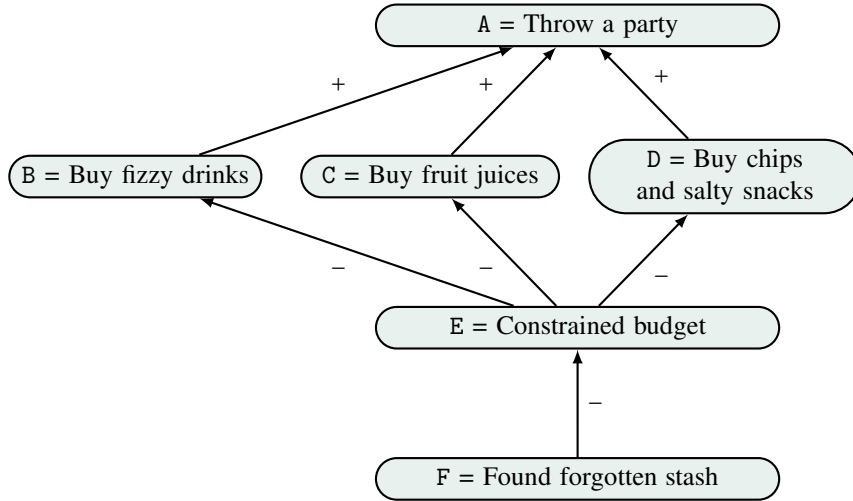 A = Throw a party
+
+
+
B = Buy fizzy drinks
C = Buy fruit juices
D = Buy chips
and salty snacks
−
−
−
E = Constrained budget
−
F = Found forgotten stash